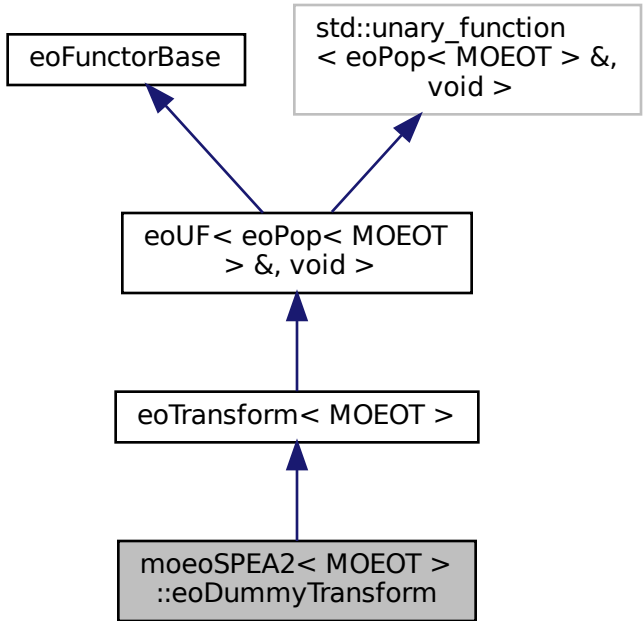 eoFunctorBase
std::unary_function
< eoPop< MOEOT > &,
void >
eoUF< eoPop< MOEOT
> &, void >
eoTransform< MOEOT >
moeoSPEA2< MOEOT >
::eoDummyTransform